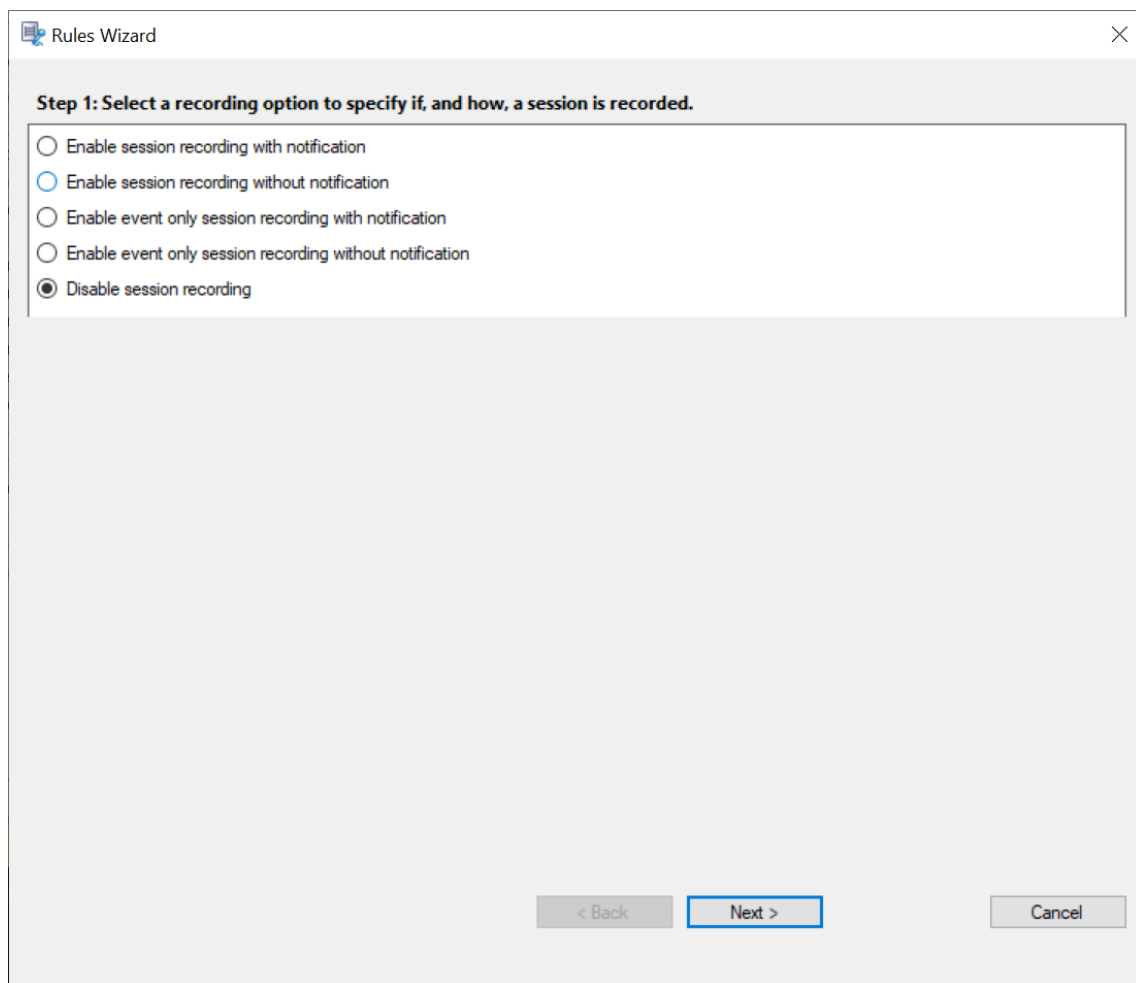 Rules Wizard
Step 1: Select a recording option to specify if, and how, a session is recorded.
Enable session recording with notification
Enable session recording without notification
Enable event only session recording with notification
Enable event only session recording without notification
Disable session recording
< Back Next > Cancel